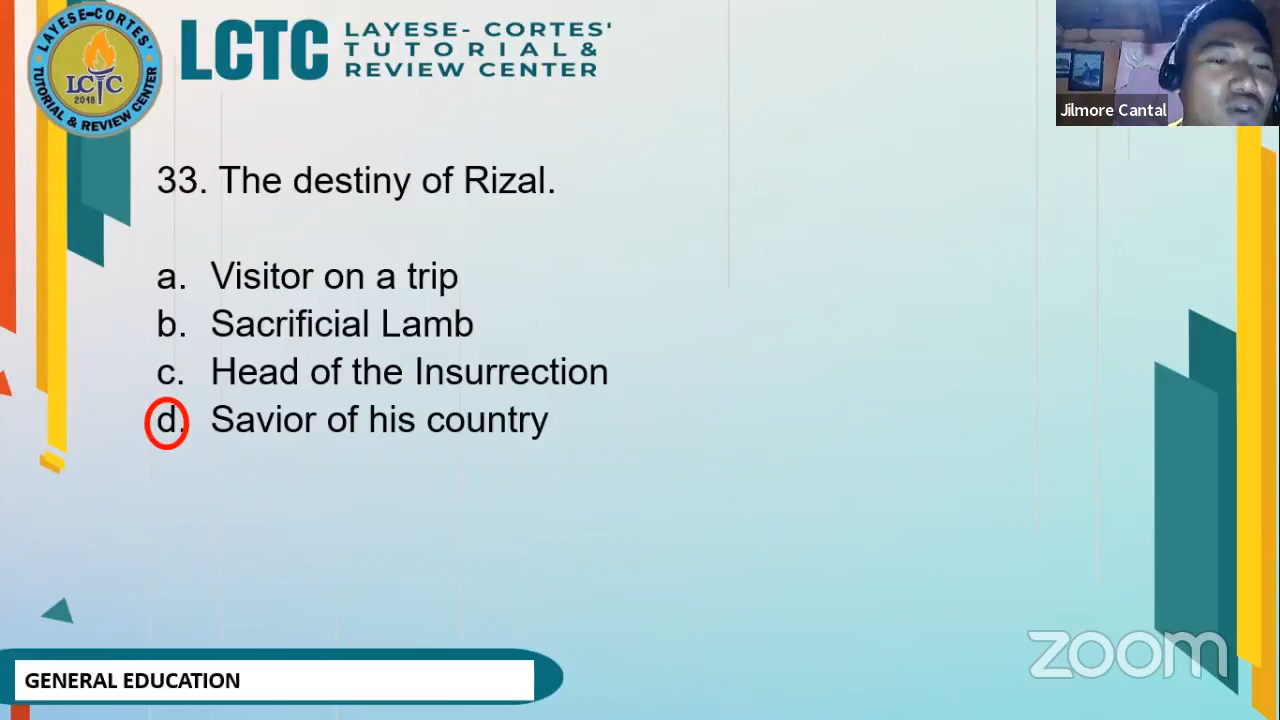 LAYESE-CORTES'
LCTC
2018
TUTORIAL & REVIEW CENTER
LCTC
LAYESE- CORTES'
TUTORIAL &
REVIEW CENTER
Jilmore Cantal
33. The destiny of Rizal.
a. Visitor on a trip
b. Sacrificial Lamb
c. Head of the Insurrection
d. Savior of his country
zoom
GENERAL EDUCATION